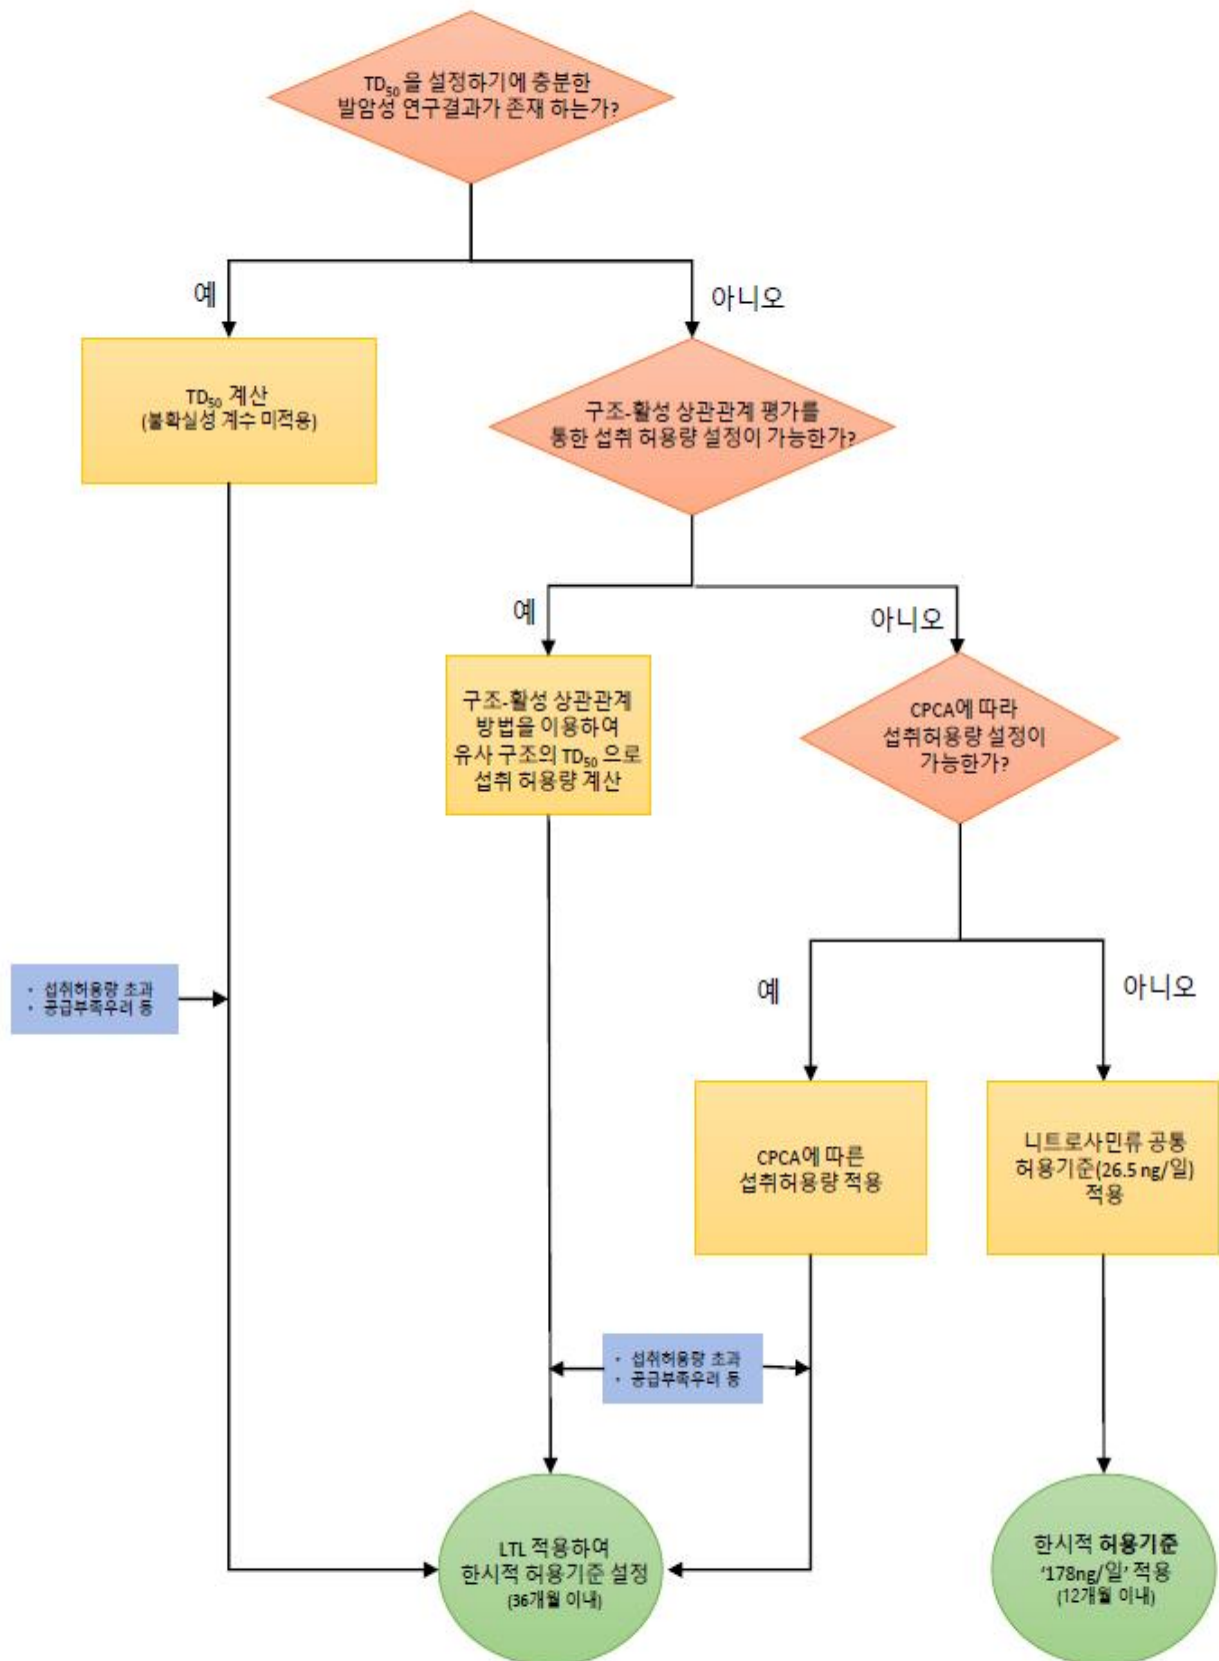 TD₅₀ 을 설정하기에 충분한
발암성 연구결과가 존재 하는가?
예
아니오
TD₅₀ 계산
(불확실성 계수 미적용)
구조-활성 상관관계 평가를
통한 섭취 허용량 설정이 가능한가?
예
아니오
구조-활성 상관관계
방법을 이용하여
유사 구조의 TD₅₀ 으로
섭취 허용량 계산
CPCA에 따라
섭취허용량 설정이
가능한가?
• 섭취허용량 초과
• 공급부족우려 등
예
아니오
CPCA에 따른
섭취허용량 적용
니트로사민류 공통
허용기준(26.5 ng/일)
적용
• 섭취허용량 초과
• 공급부족우려 등
LTL 적용하여
한시적 허용기준 설정
(36개월 이내)
한시적 허용기준
‘178ng/일’ 적용
(12개월 이내)